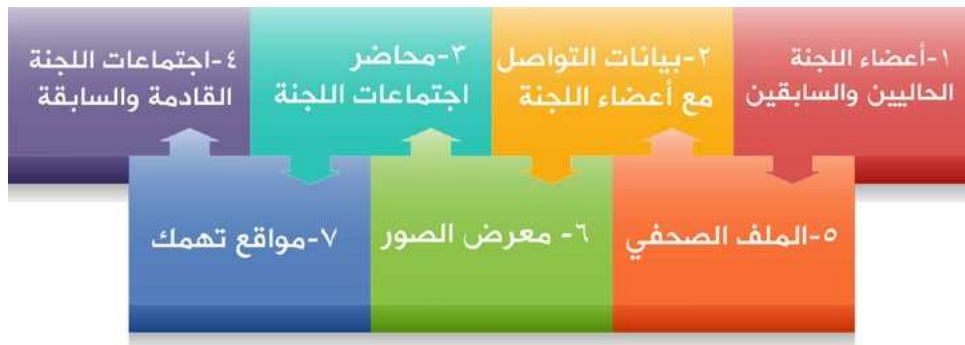 ١-أعضاء اللجنة
الحاليين والسابقين
٢-بيانات التواصل
مع أعضاء اللجنة
٣-محاضر
اجتماعات اللجنة
٤-اجتماعات اللجنة
القادمة والسابقة
٥-الملف الصحفي
٦- معرض الصور
٧-مواقع تهمك